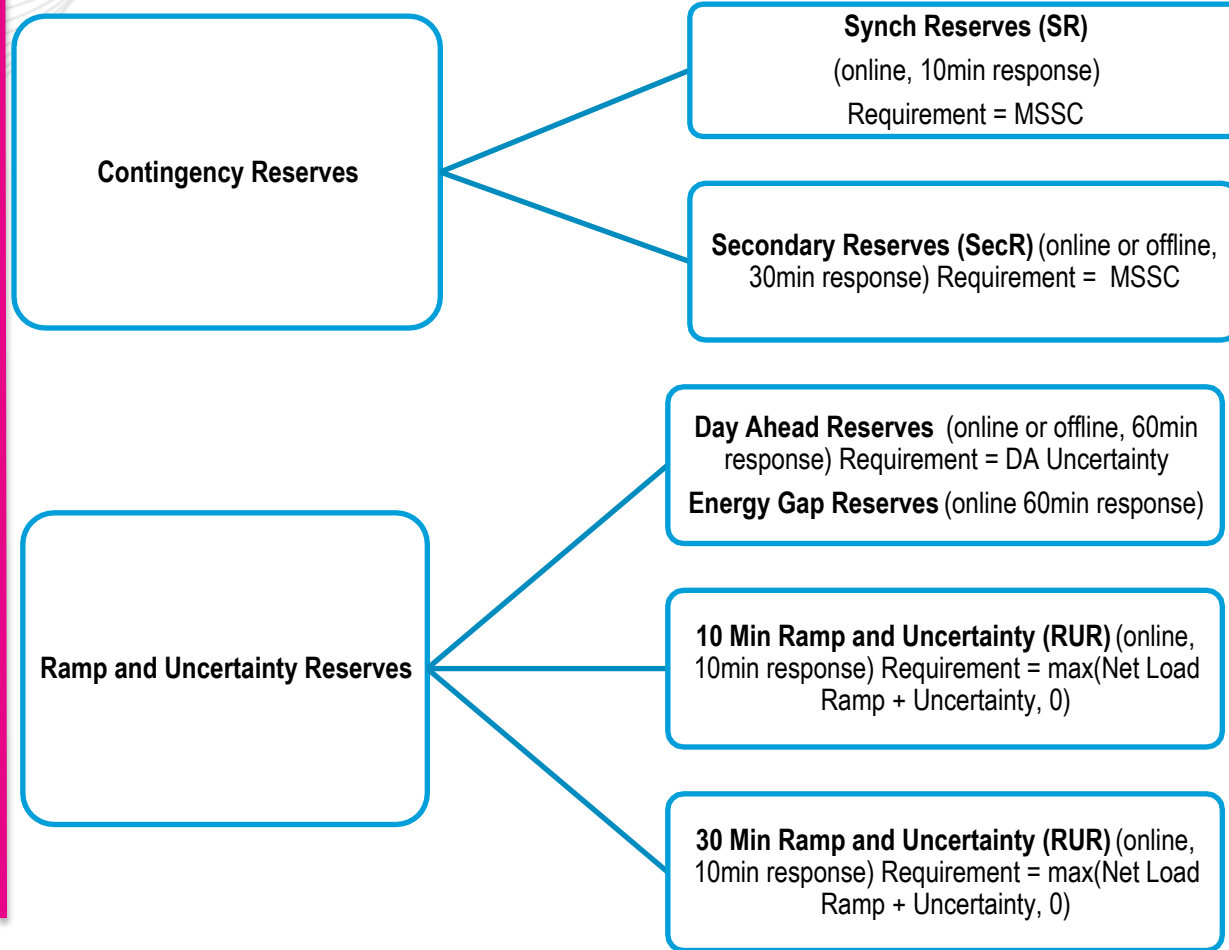 Contingency Reserves
Synch Reserves (SR)
(online, 10min response)
Requirement = MSSC
Secondary Reserves (SecR) (online or offline,
30min response) Requirement = MSSC
Ramp and Uncertainty Reserves
Day Ahead Reserves (online or offline, 60min
response) Requirement = DA Uncertainty
Energy Gap Reserves (online 60min response)
10 Min Ramp and Uncertainty (RUR) (online,
10min response) Requirement = max(Net Load
Ramp + Uncertainty, 0)
30 Min Ramp and Uncertainty (RUR) (online,
10min response) Requirement = max(Net Load
Ramp + Uncertainty, 0)